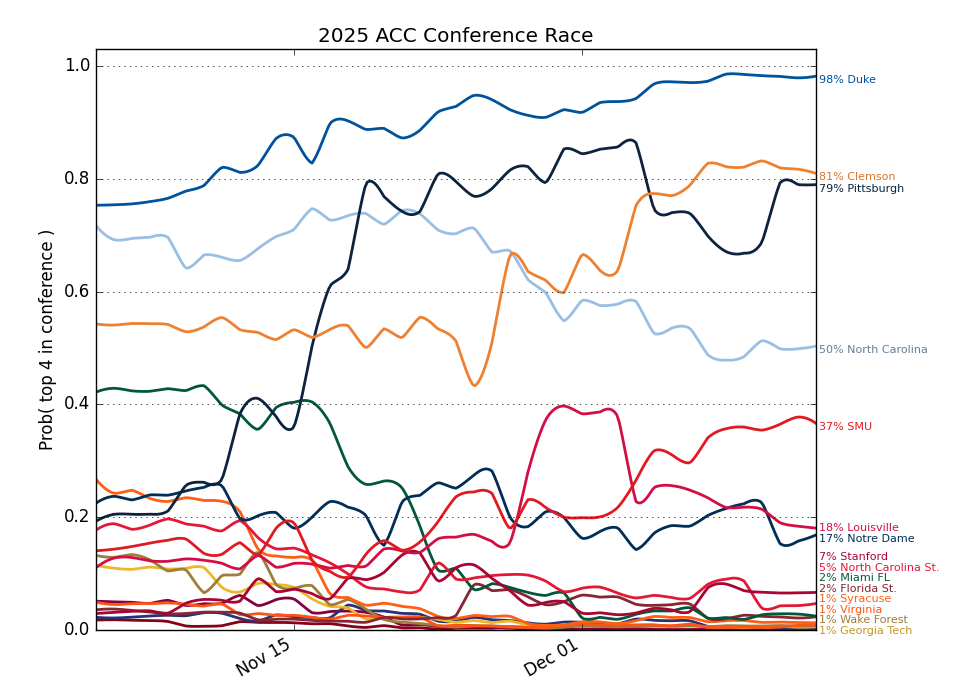 2025 ACC Conference Race
Prob( top 4 in conference )
1.0
0.8
0.6
0.4
0.2
0.0
Nov 15
Dec 01
98% Duke
81% Clemson
79% Pittsburgh
50% North Carolina
37% SMU
18% Louisville
17% Notre Dame
7% Stanford
5% North Carolina St.
2% Miami FL
2% Florida St.
1% Syracuse
1% Virginia
1% Wake Forest
1% Georgia Tech